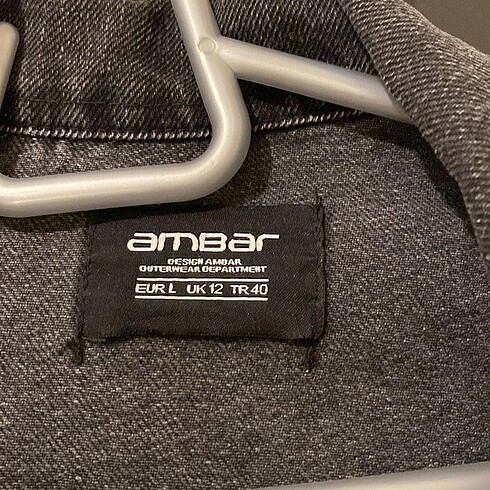 amBar
DESIGN AMBAR
OUTERWEAR DEPARTMENT
EUR L UK 12 TR 40